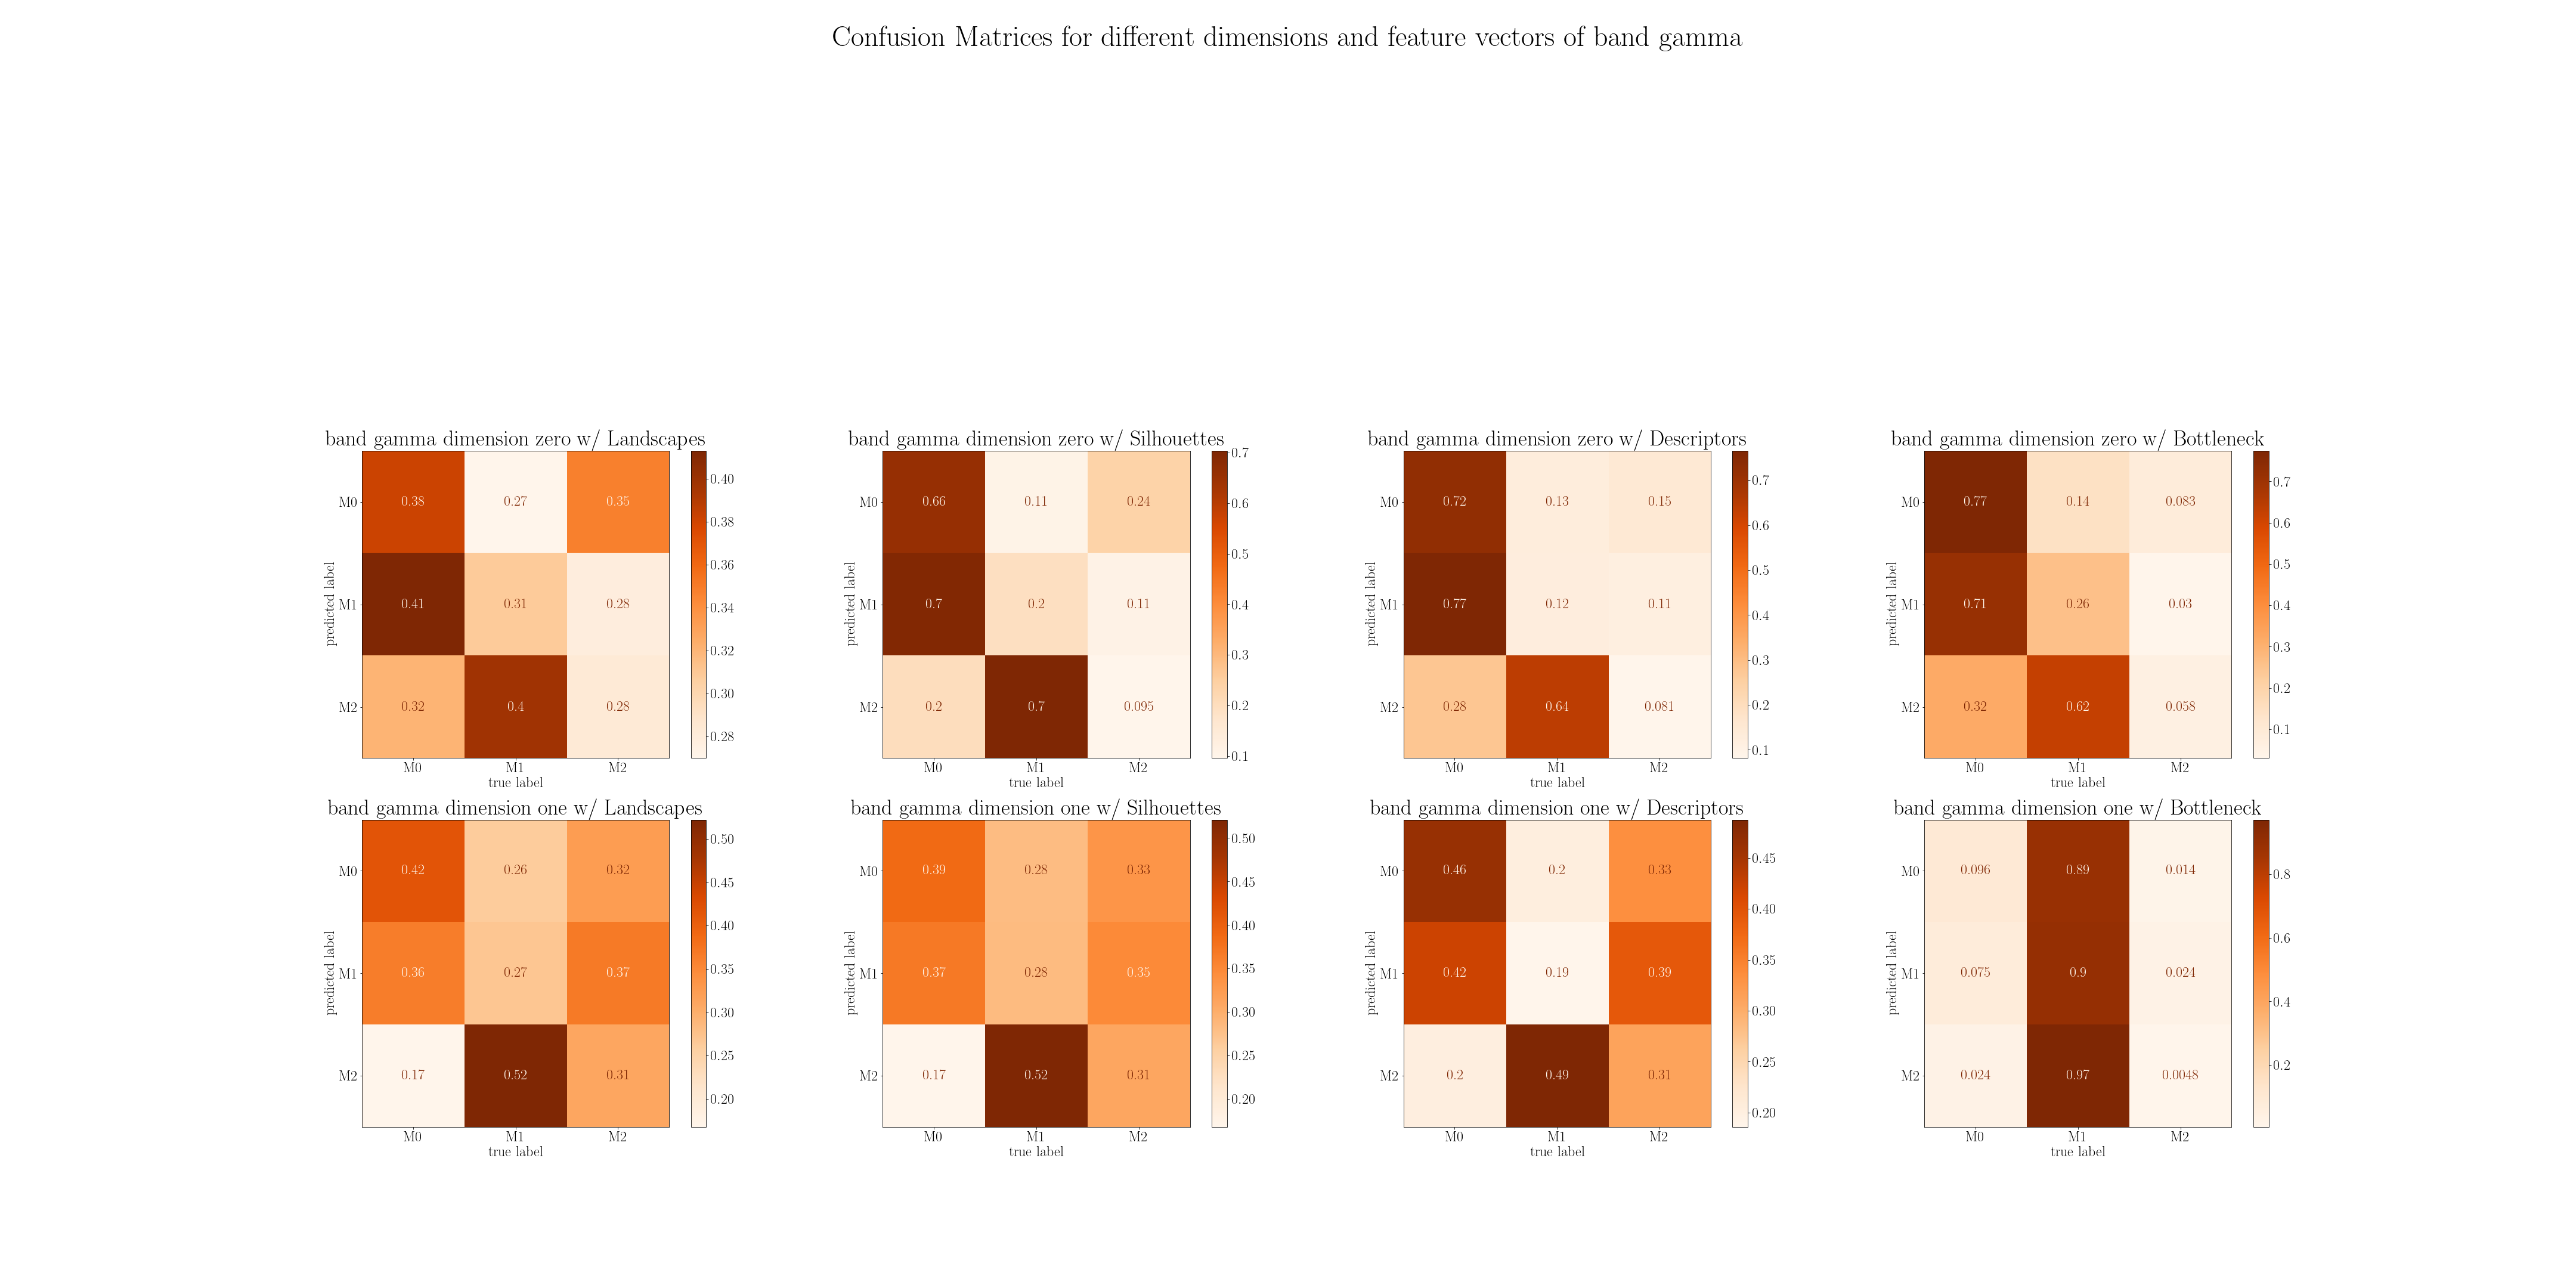 Confusion Matrices for different dimensions and feature vectors of band gamma
band gamma dimension zero w/ Landscapes
predicted label
M0 0.38 0.27 0.35
M1 0.41 0.31 0.28
M2 0.32 0.4 0.28
M0 M1 M2
true label
0.40
0.38
0.36
0.34
0.32
0.30
0.28
band gamma dimension zero w/ Silhouettes
predicted label
M0 0.66 0.11 0.24
M1 0.7 0.2 0.11
M2 0.2 0.7 0.095
M0 M1 M2
true label
0.7
0.6
0.5
0.4
0.3
0.2
0.1
band gamma dimension zero w/ Descriptors
predicted label
M0 0.72 0.13 0.15
M1 0.77 0.12 0.11
M2 0.28 0.64 0.081
M0 M1 M2
true label
0.7
0.6
0.5
0.4
0.3
0.2
0.1
band gamma dimension zero w/ Bottleneck
predicted label
M0 0.77 0.14 0.083
M1 0.71 0.26 0.03
M2 0.32 0.62 0.058
M0 M1 M2
true label
0.7
0.6
0.5
0.4
0.3
0.2
0.1
band gamma dimension one w/ Landscapes
predicted label
M0 0.42 0.26 0.32
M1 0.36 0.27 0.37
M2 0.17 0.52 0.31
M0 M1 M2
true label
0.50
0.45
0.40
0.35
0.30
0.25
0.20
band gamma dimension one w/ Silhouettes
predicted label
M0 0.39 0.28 0.33
M1 0.37 0.28 0.35
M2 0.17 0.52 0.31
M0 M1 M2
true label
0.50
0.45
0.40
0.35
0.30
0.25
0.20
band gamma dimension one w/ Descriptors
predicted label
M0 0.46 0.2 0.33
M1 0.42 0.19 0.39
M2 0.2 0.49 0.31
M0 M1 M2
true label
0.45
0.40
0.35
0.30
0.25
0.20
band gamma dimension one w/ Bottleneck
predicted label
M0 0.096 0.89 0.014
M1 0.075 0.9 0.024
M2 0.024 0.97 0.0048
M0 M1 M2
true label
0.8
0.6
0.4
0.2